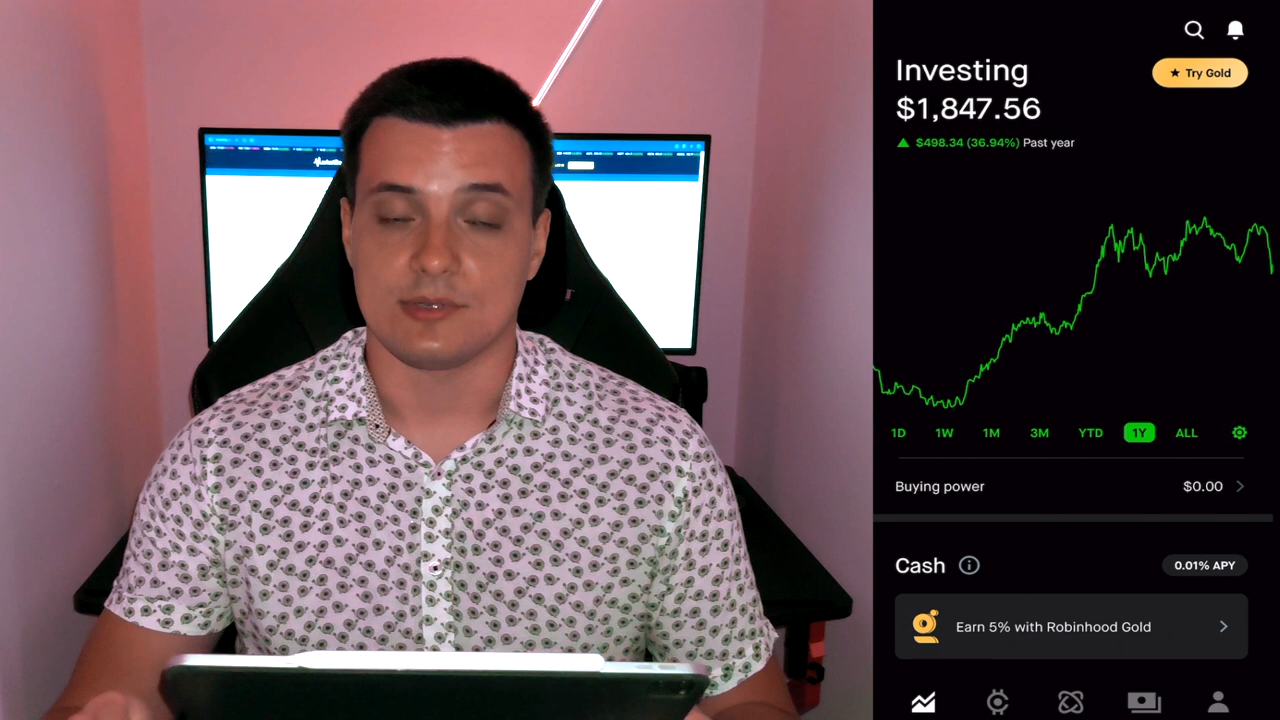 Investing
Try Gold
$1,847.56
$498.34 (36.94%) Past year
1D 1W 1M 3M YTD 1Y ALL
Buying power $0.00
Cash 0.01% APY
Earn 5% with Robinhood Gold